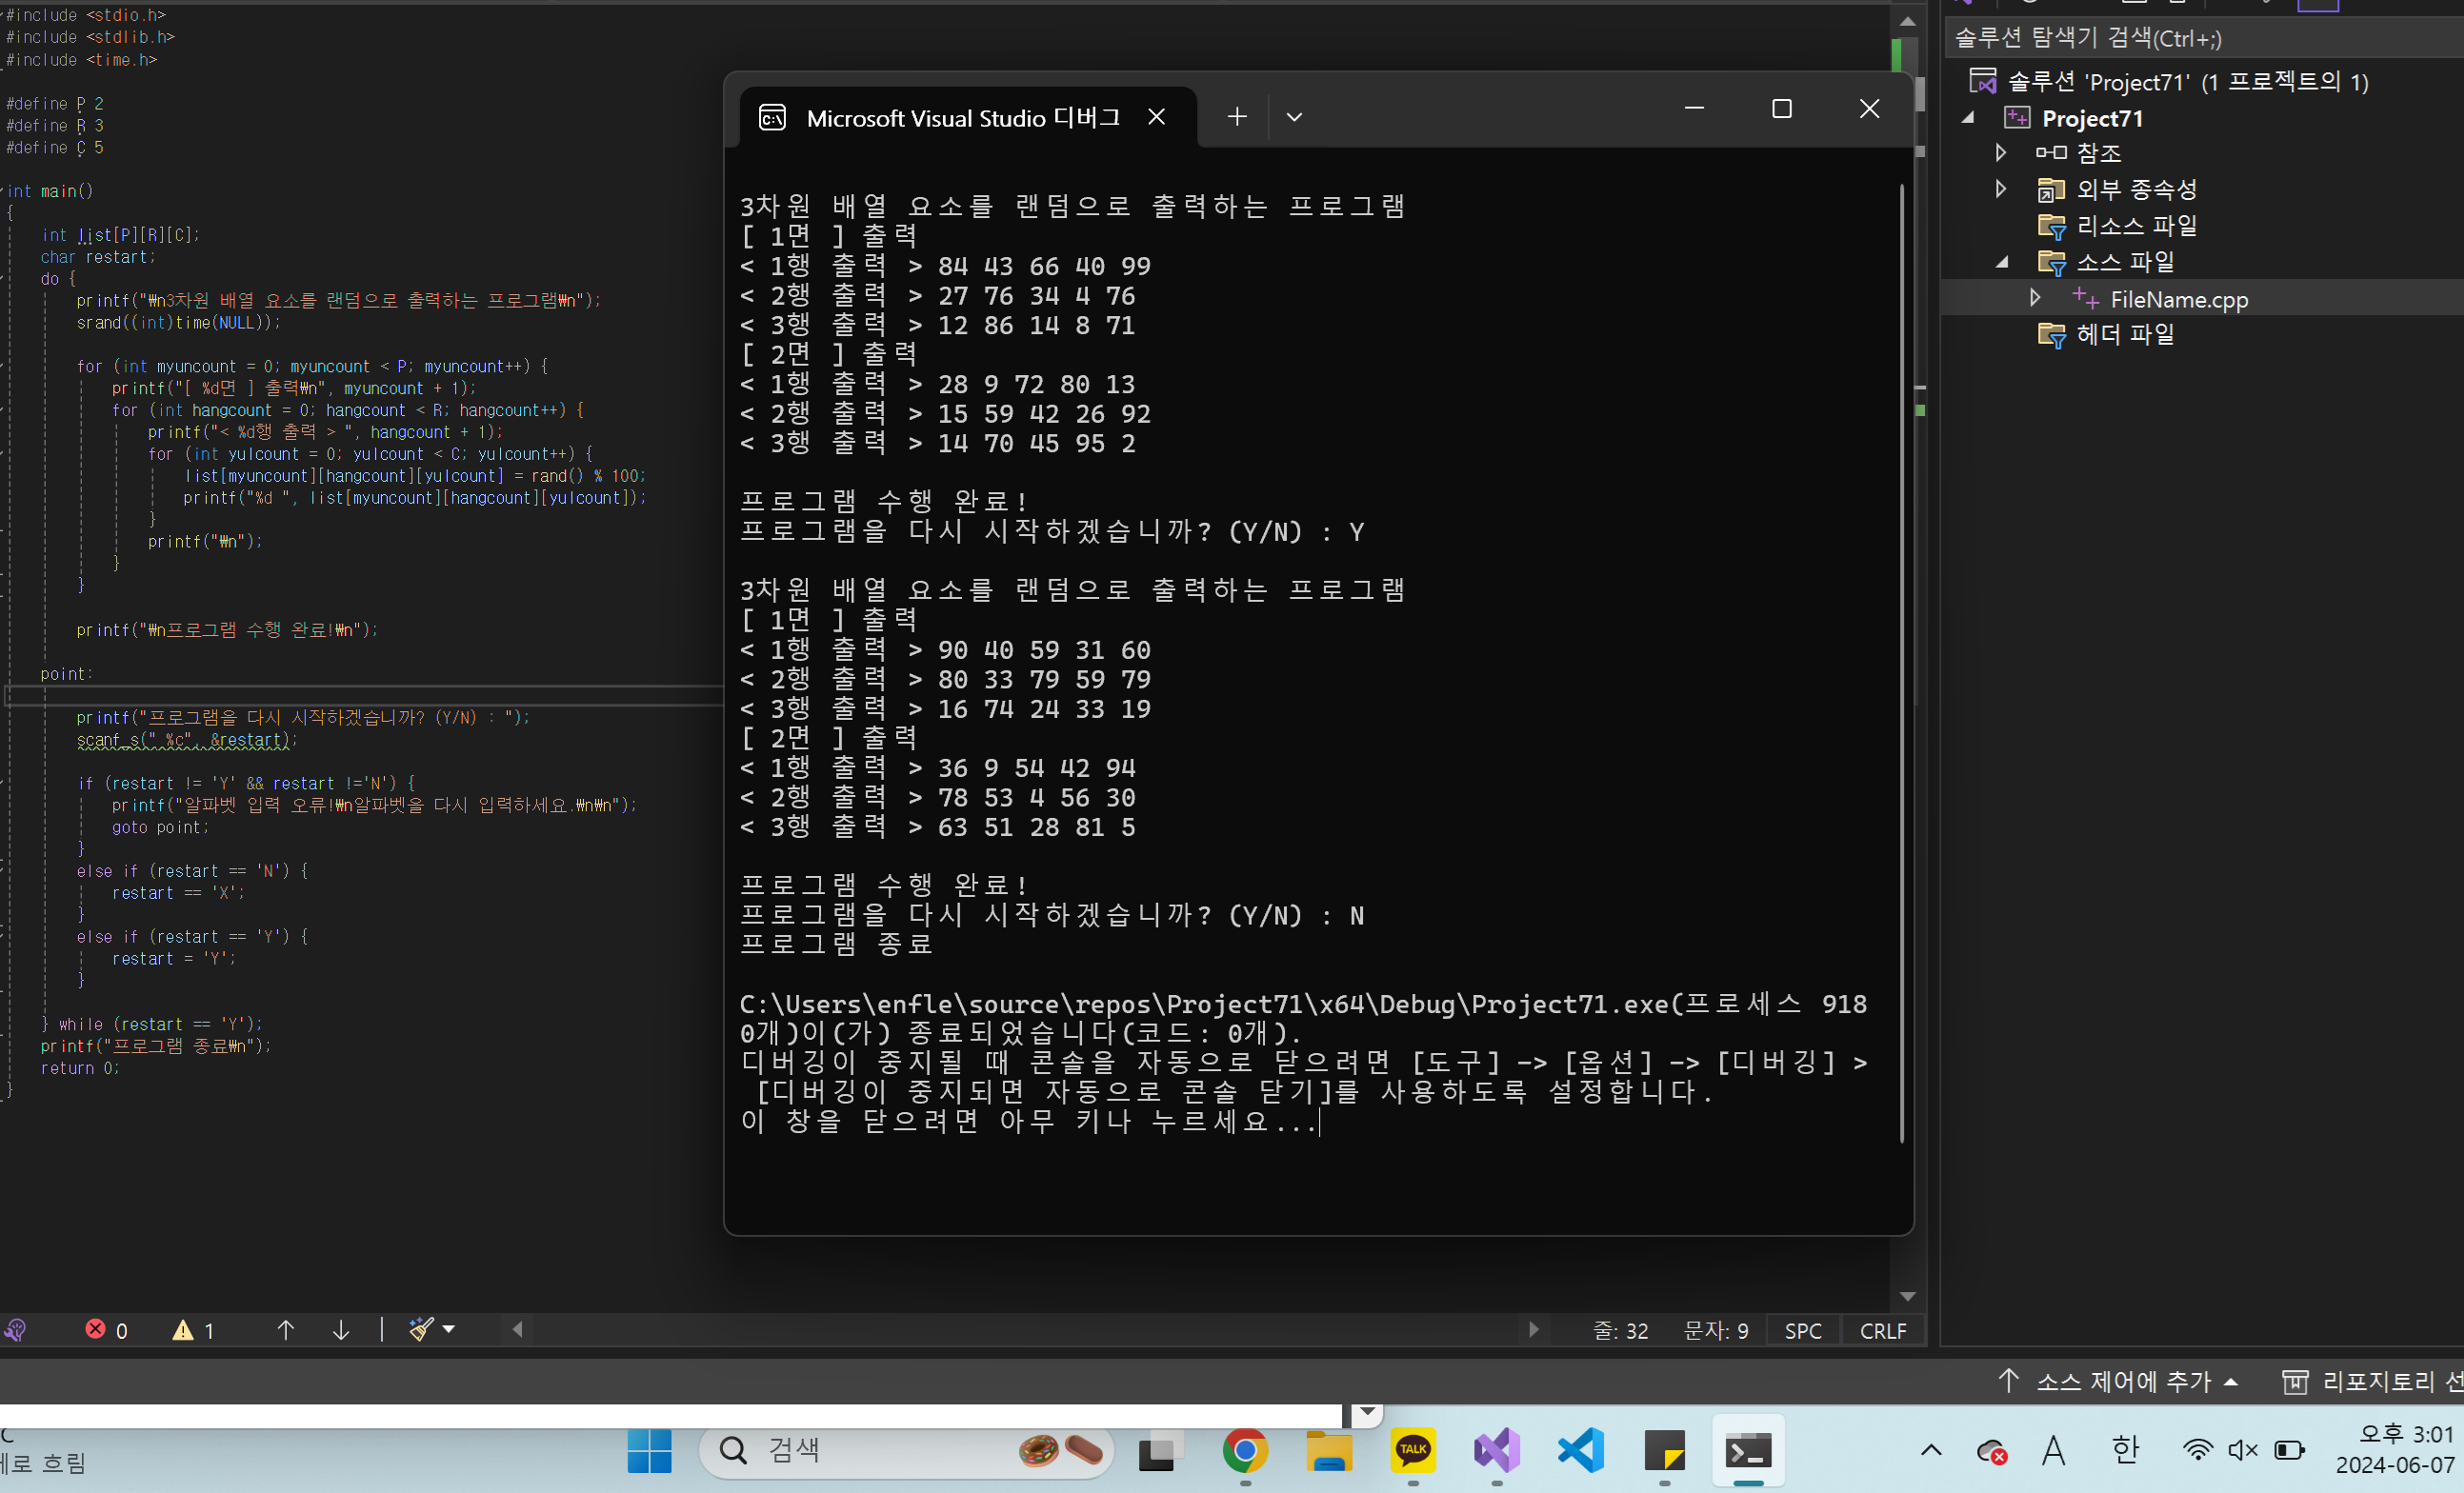 #include <stdio.h>
#include <stdlib.h>
#include <time.h>
#define P 2
#define R 3
#define C 5
int main()
{
int list[P][R][C];
char restart;
do {
printf("₩n3차원 배열 요소를 랜덤으로 출력하는 프로그램₩n");
srand((int)time(NULL));
for (int myuncount = 0; myuncount < P; myuncount++) {
printf("[ %d면 ] 출력₩n", myuncount + 1);
for (int hangcount = 0; hangcount < R; hangcount++) {
printf("< %d행 출력 > ", hangcount + 1);
for (int yulcount = 0; yulcount < C; yulcount++) {
list[myuncount][hangcount][yulcount] = rand() % 100;
printf("%d ", list[myuncount][hangcount][yulcount]);
}
printf("₩n");
}
}
printf("₩n프로그램 수행 완료!₩n");
point:
printf("프로그램을 다시 시작하겠습니까? (Y/N) : ");
scanf_s(" %c", &restart);
if (restart != 'Y' && restart !='N') {
printf("알파벳 입력 오류!₩n알파벳을 다시 입력하세요.₩n₩n");
goto point;
}
else if (restart == 'N') {
restart == 'X';
}
else if (restart == 'Y') {
restart = 'Y';
}
} while (restart == 'Y');
printf("프로그램 종료₩n");
return 0;
}
Microsoft Visual Studio 디버그
3차원 배열 요소를 랜덤으로 출력하는 프로그램
[ 1면 ] 출력
< 1행 출력 > 84 43 66 40 99
< 2행 출력 > 27 76 34 4 76
< 3행 출력 > 12 86 14 8 71
[ 2면 ] 출력
< 1행 출력 > 28 9 72 80 13
< 2행 출력 > 15 59 42 26 92
< 3행 출력 > 14 70 45 95 2
프로그램 수행 완료!
프로그램을 다시 시작하겠습니까? (Y/N) : Y
3차원 배열 요소를 랜덤으로 출력하는 프로그램
[ 1면 ] 출력
< 1행 출력 > 90 40 59 31 60
< 2행 출력 > 80 33 79 59 79
< 3행 출력 > 16 74 24 33 19
[ 2면 ] 출력
< 1행 출력 > 36 9 54 42 94
< 2행 출력 > 78 53 4 56 30
< 3행 출력 > 63 51 28 81 5
프로그램 수행 완료!
프로그램을 다시 시작하겠습니까? (Y/N) : N
프로그램 종료
C:\Users\enfle\source\repos\Project71\x64\Debug\Project71.exe(프로세스 918
0개)이(가) 종료되었습니다(코드: 0개).
디버깅이 중지될 때 콘솔을 자동으로 닫으려면 [도구] -> [옵션] -> [디버깅] >
[디버깅이 중지되면 자동으로 콘솔 닫기]를 사용하도록 설정합니다.
이 창을 닫으려면 아무 키나 누르세요...
솔루션 탐색기 검색(Ctrl+;)
솔루션 'Project71' (1 프로젝트의 1)
Project71
참조
외부 종속성
리소스 파일
소스 파일
FileName.cpp
헤더 파일
0 1 줄: 32 문자: 9 SPC CRLF
소스 제어에 추가 리포지토리 선
C
로 흐림
검색
TALK
A 한
오후 3:01
2024-06-07